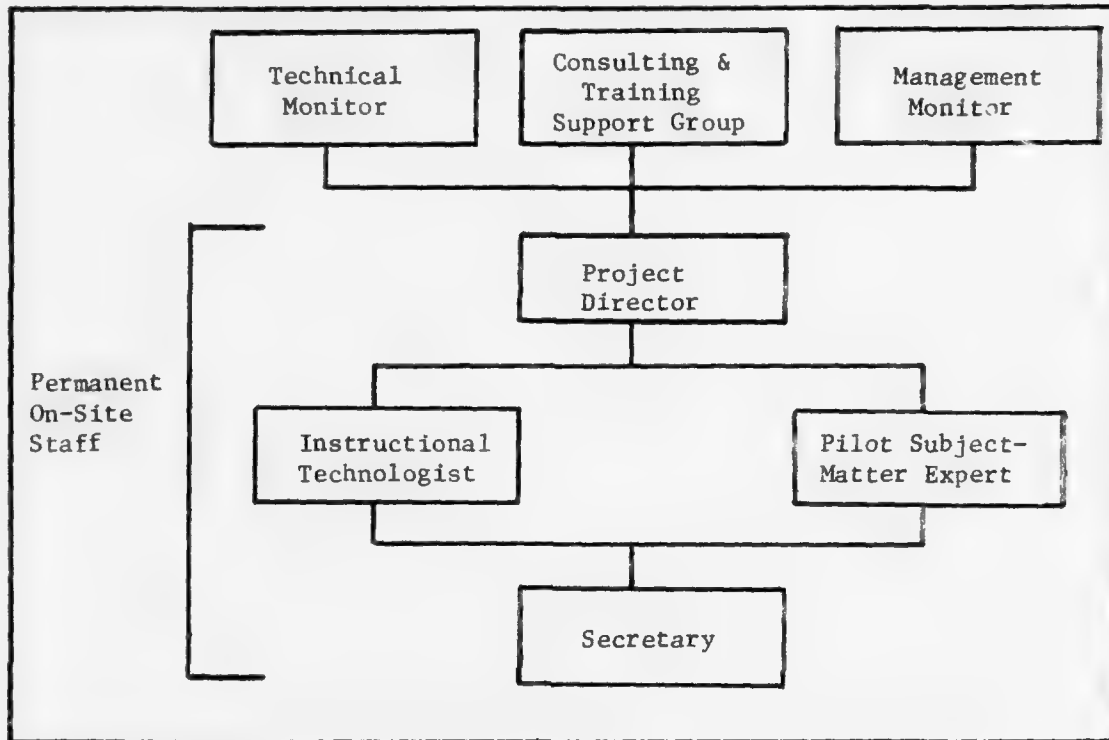 Technical
Monitor
Consulting &
Training
Support Group
Management
Monitor
Project
Director
Permanent
On-Site
Staff
Instructional
Technologist
Pilot Subject-
Matter Expert
Secretary